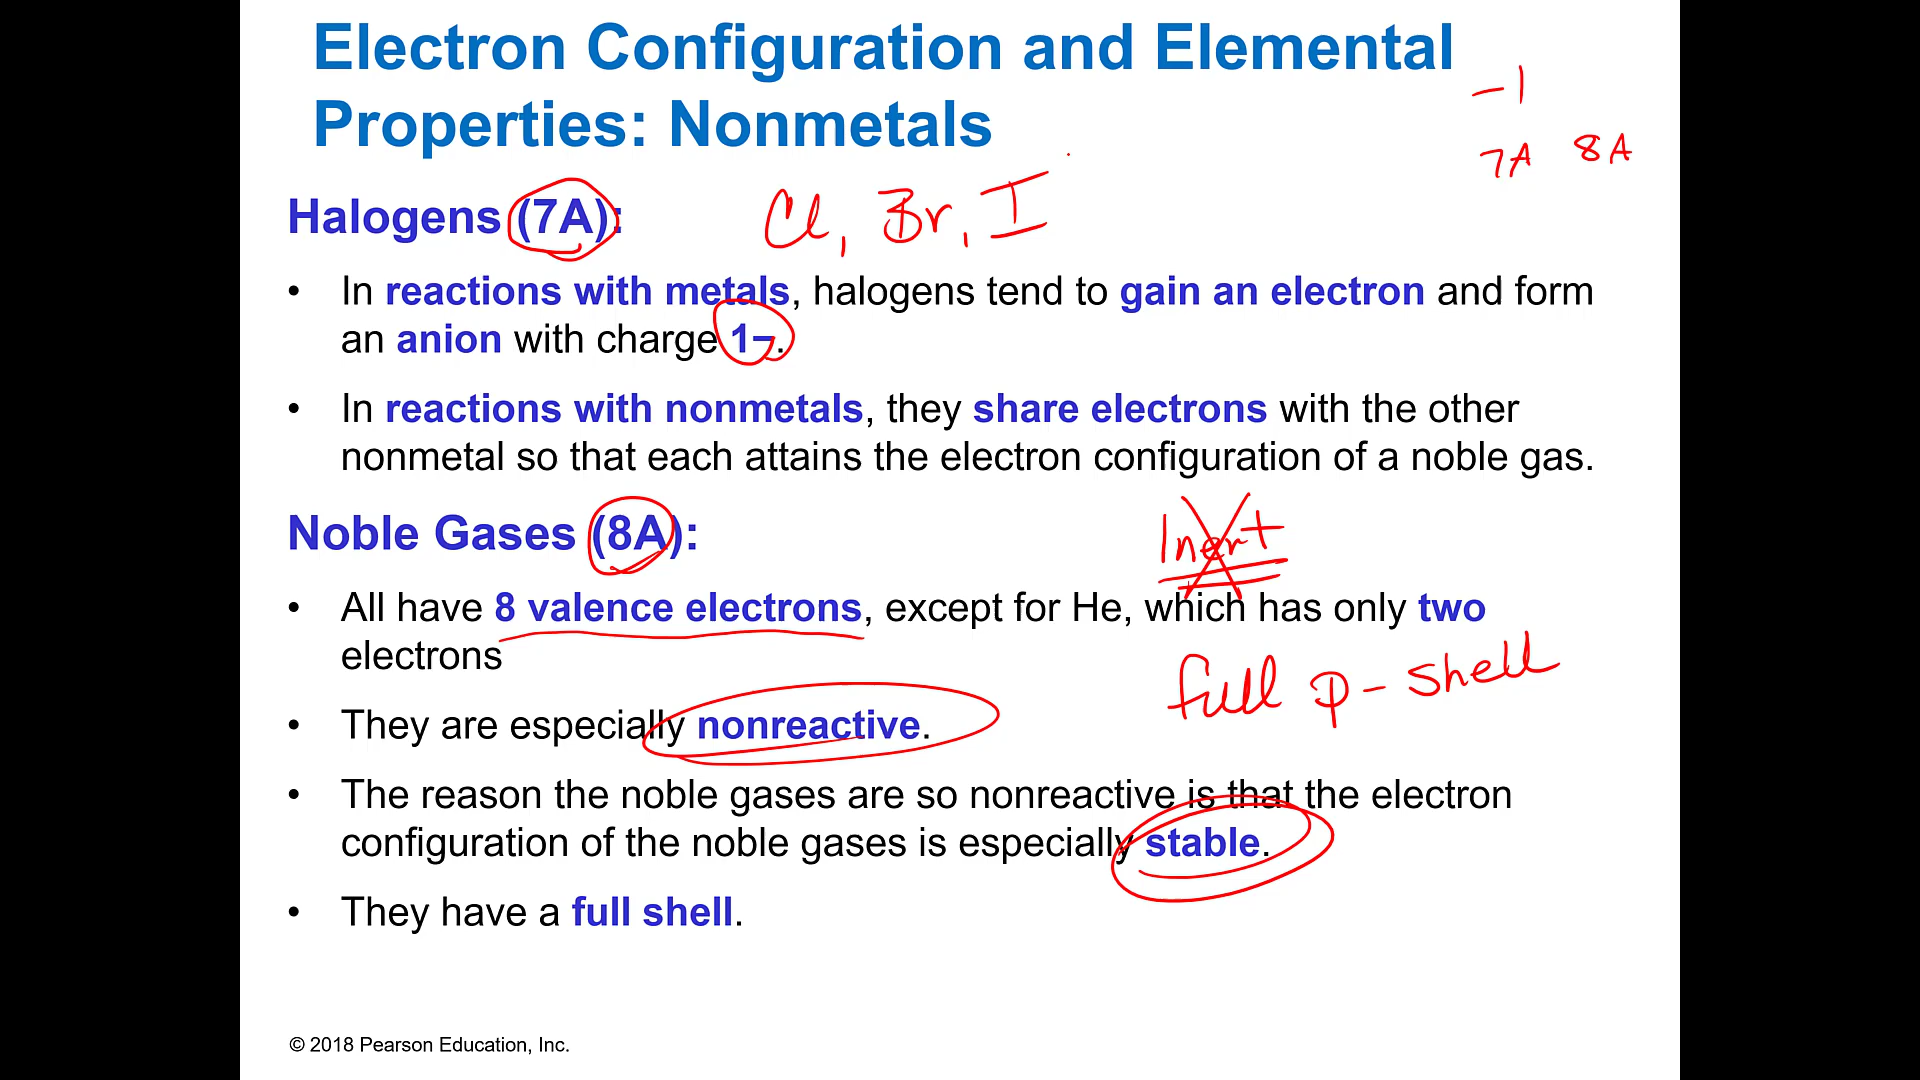 Electron Configuration and Elemental
Properties: Nonmetals
-1
7A 8A
Halogens (7A):
Cl, Br, I
• In reactions with metals, halogens tend to gain an electron and form
an anion with charge 1–.
• In reactions with nonmetals, they share electrons with the other
nonmetal so that each attains the electron configuration of a noble gas.
Noble Gases (8A):
Inert
• All have 8 valence electrons, except for He, which has only two
electrons
full p - shell
• They are especially nonreactive.
• The reason the noble gases are so nonreactive is that the electron
configuration of the noble gases is especially stable.
• They have a full shell.
© 2018 Pearson Education, Inc.